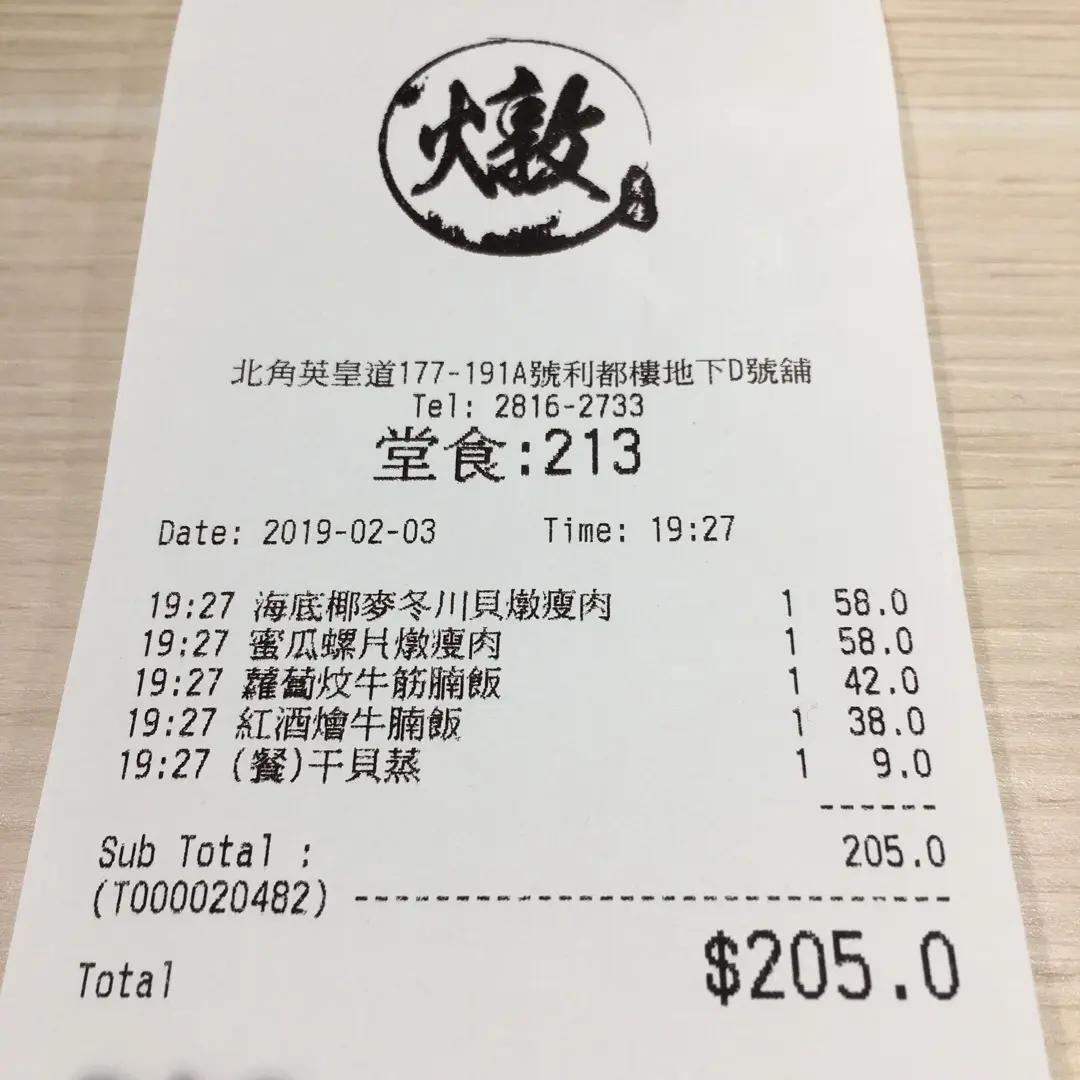 燉
北角英皇道177-191A號利都樓地下D號舖
Tel: 2816-2733
堂食:213
Date: 2019-02-03 Time: 19:27
19:27 海底椰麥冬川貝燉瘦肉 1 58.0
19:27 蜜瓜螺片燉瘦肉 1 58.0
19:27 蘿蔔炆牛筋腩飯 1 42.0
19:27 紅酒燴牛腩飯 1 38.0
19:27 (餐)干貝蒸 1 9.0
------
Sub Total : 205.0
(T000020482) ----------------------------
Total $205.0